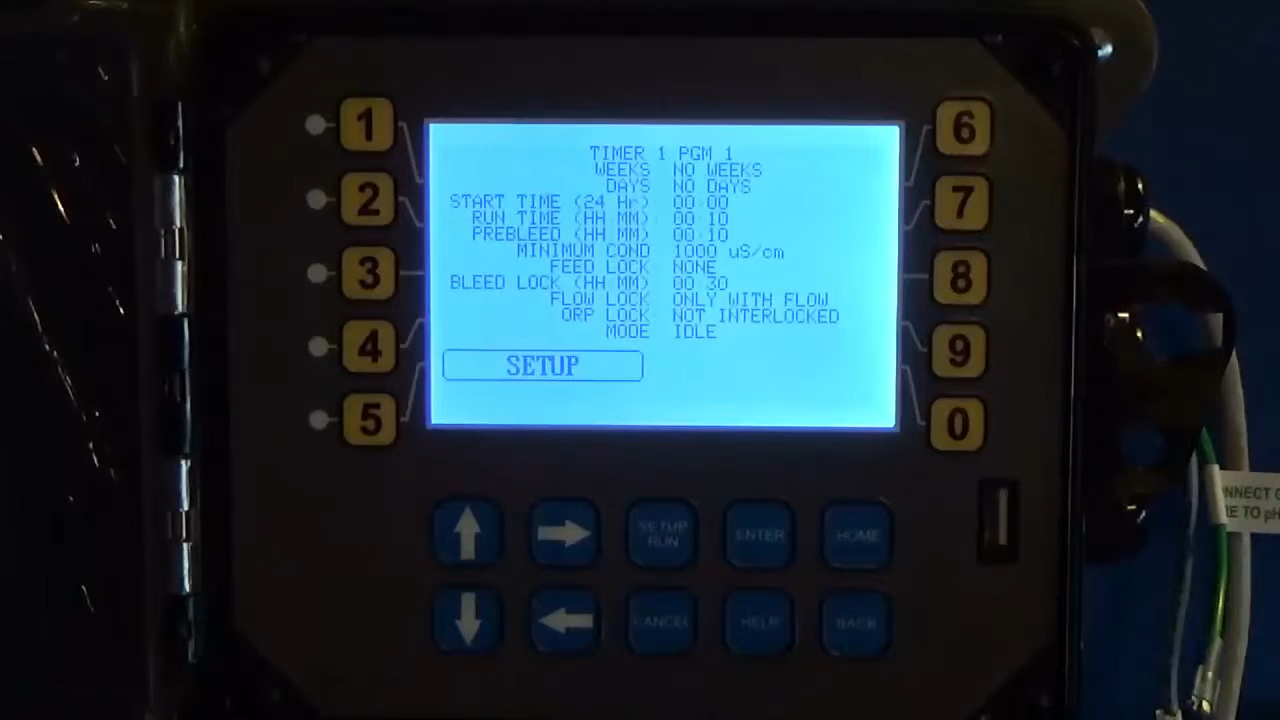 TIMER 1 PGM 1
WEEKS NO WEEKS
DAYS NO DAYS
START TIME (24 Hr) 00:00
RUN TIME (HH MM) 00:10
PREBLEED (HH MM) 00:10
MINIMUM COND 1000 uS/cm
FEED LOCK NONE
BLEED LOCK (HH MM) 00:30
FLOW LOCK ONLY WITH FLOW
ORP LOCK NOT INTERLOCKED
MODE IDLE
SETUP
1
2
3
4
5
6
7
8
9
0
SETUP RUN
ENTER
HOME
CANCEL
HELP
BACK
NNECT
TO pH